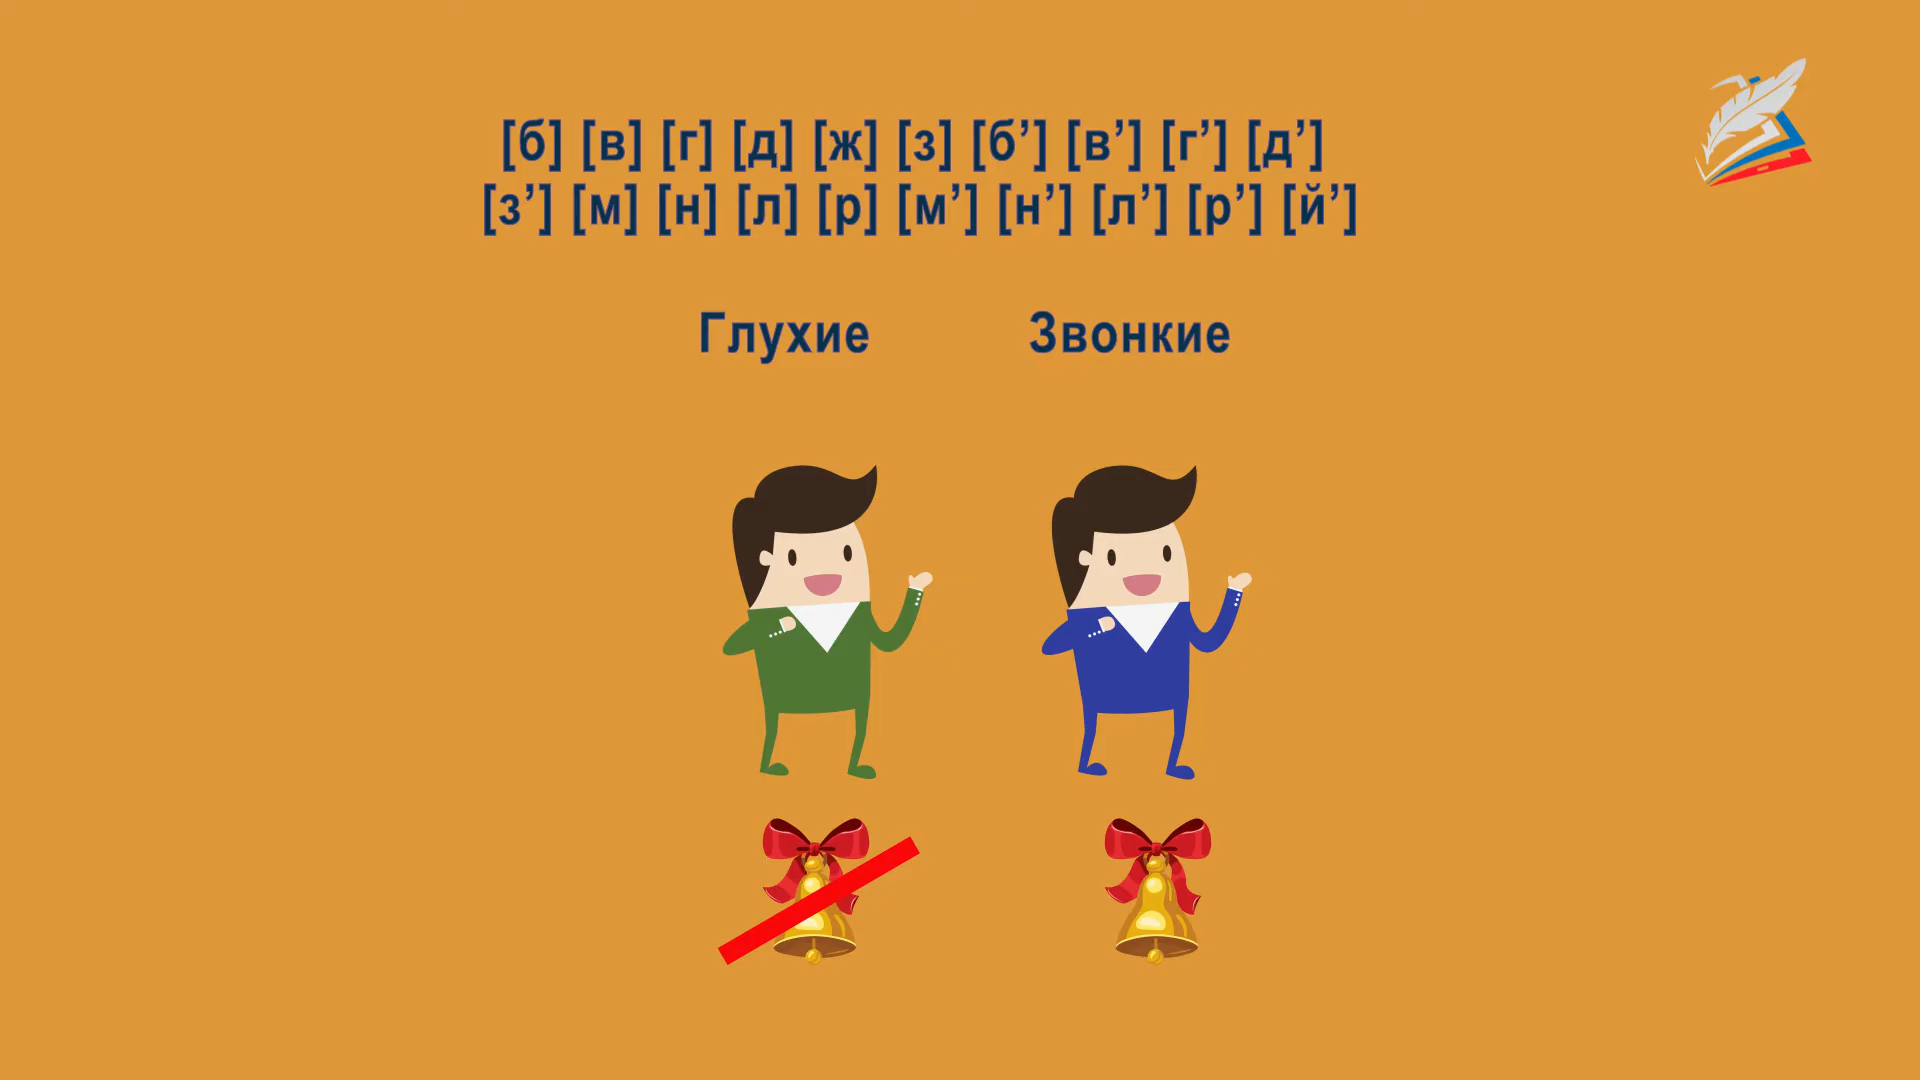 [б] [в] [г] [д] [ж] [з] [б’] [в’] [г’] [д’]
[з’] [м] [н] [л] [р] [м’] [н’] [л’] [р’] [й’]
Глухие Звонкие